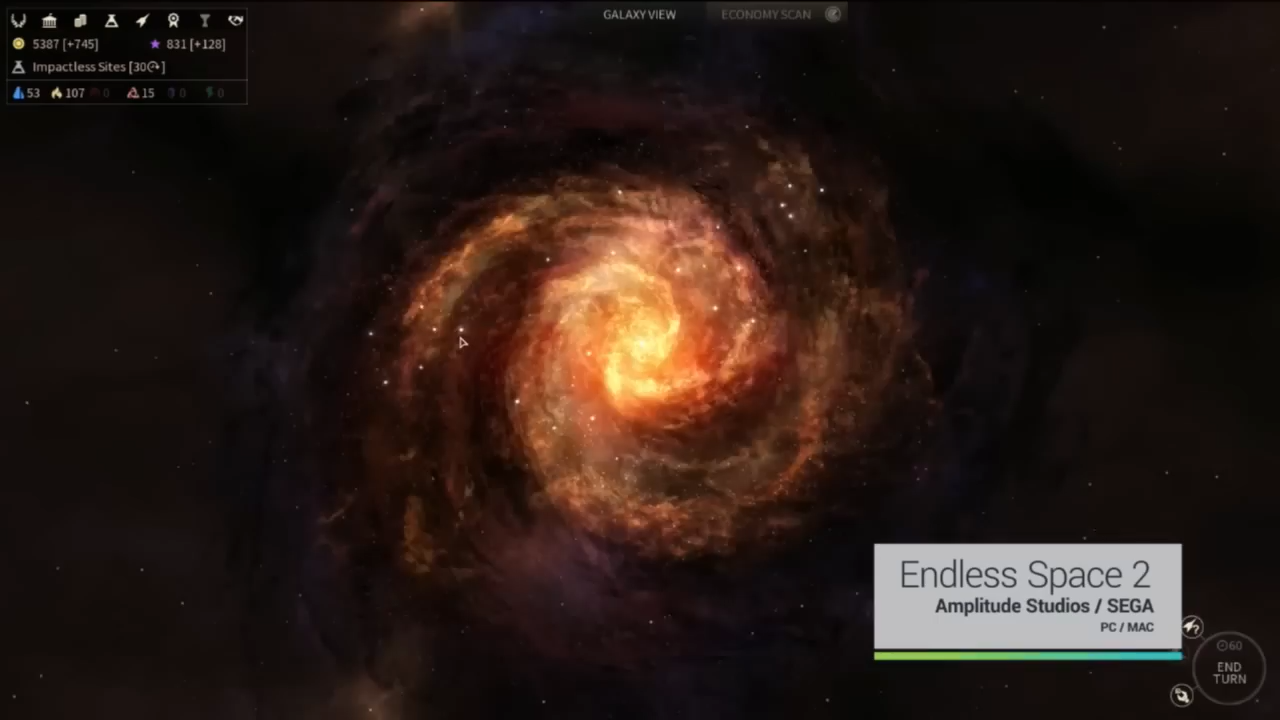 GALAXY VIEW
ECONOMY SCAN
5387 [+745]
831 [+128]
Impactless Sites [30]
53
107
0
15
0
0
Endless Space 2
Amplitude Studios / SEGA
PC / MAC
60
END
TURN